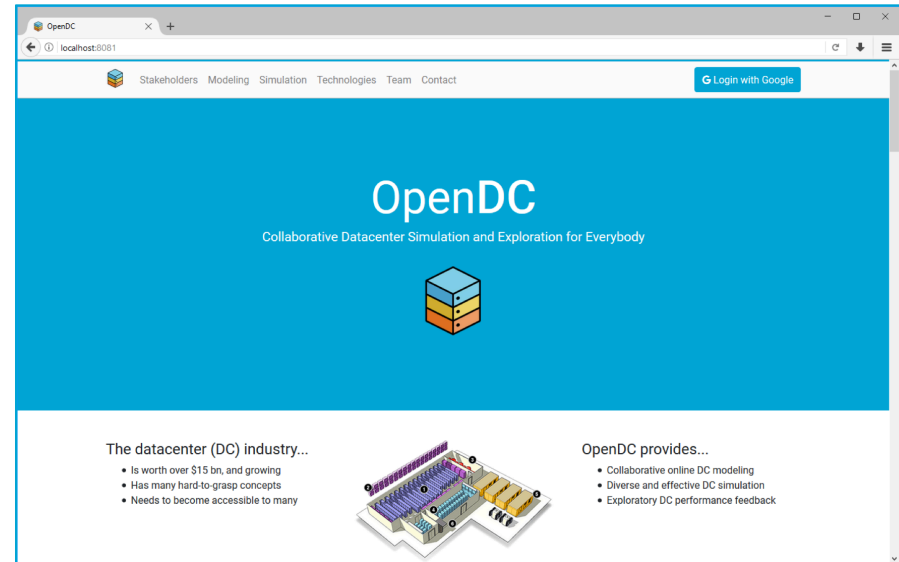 OpenDC
localhost:8081
Stakeholders Modeling Simulation Technologies Team Contact
G Login with Google
OpenDC
Collaborative Datacenter Simulation and Exploration for Everybody
The datacenter (DC) industry...
Is worth over $15 bn, and growing
Has many hard-to-grasp concepts
Needs to become accessible to many
OpenDC provides...
Collaborative online DC modeling
Diverse and effective DC simulation
Exploratory DC performance feedback